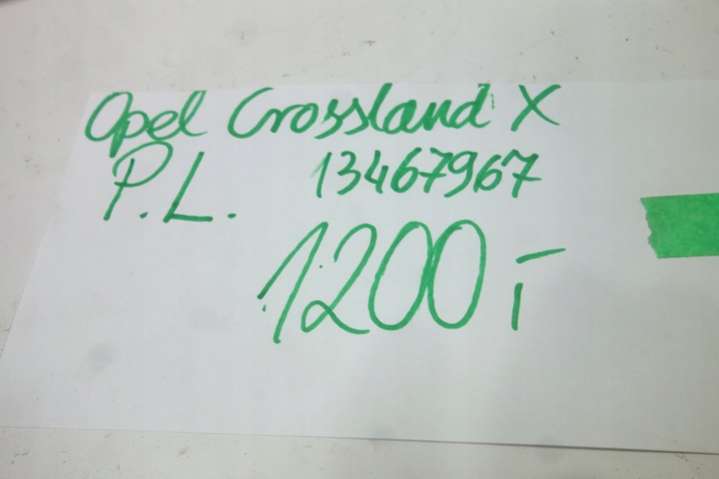 Opel Crossland X
P.L. 13467967
1200,-